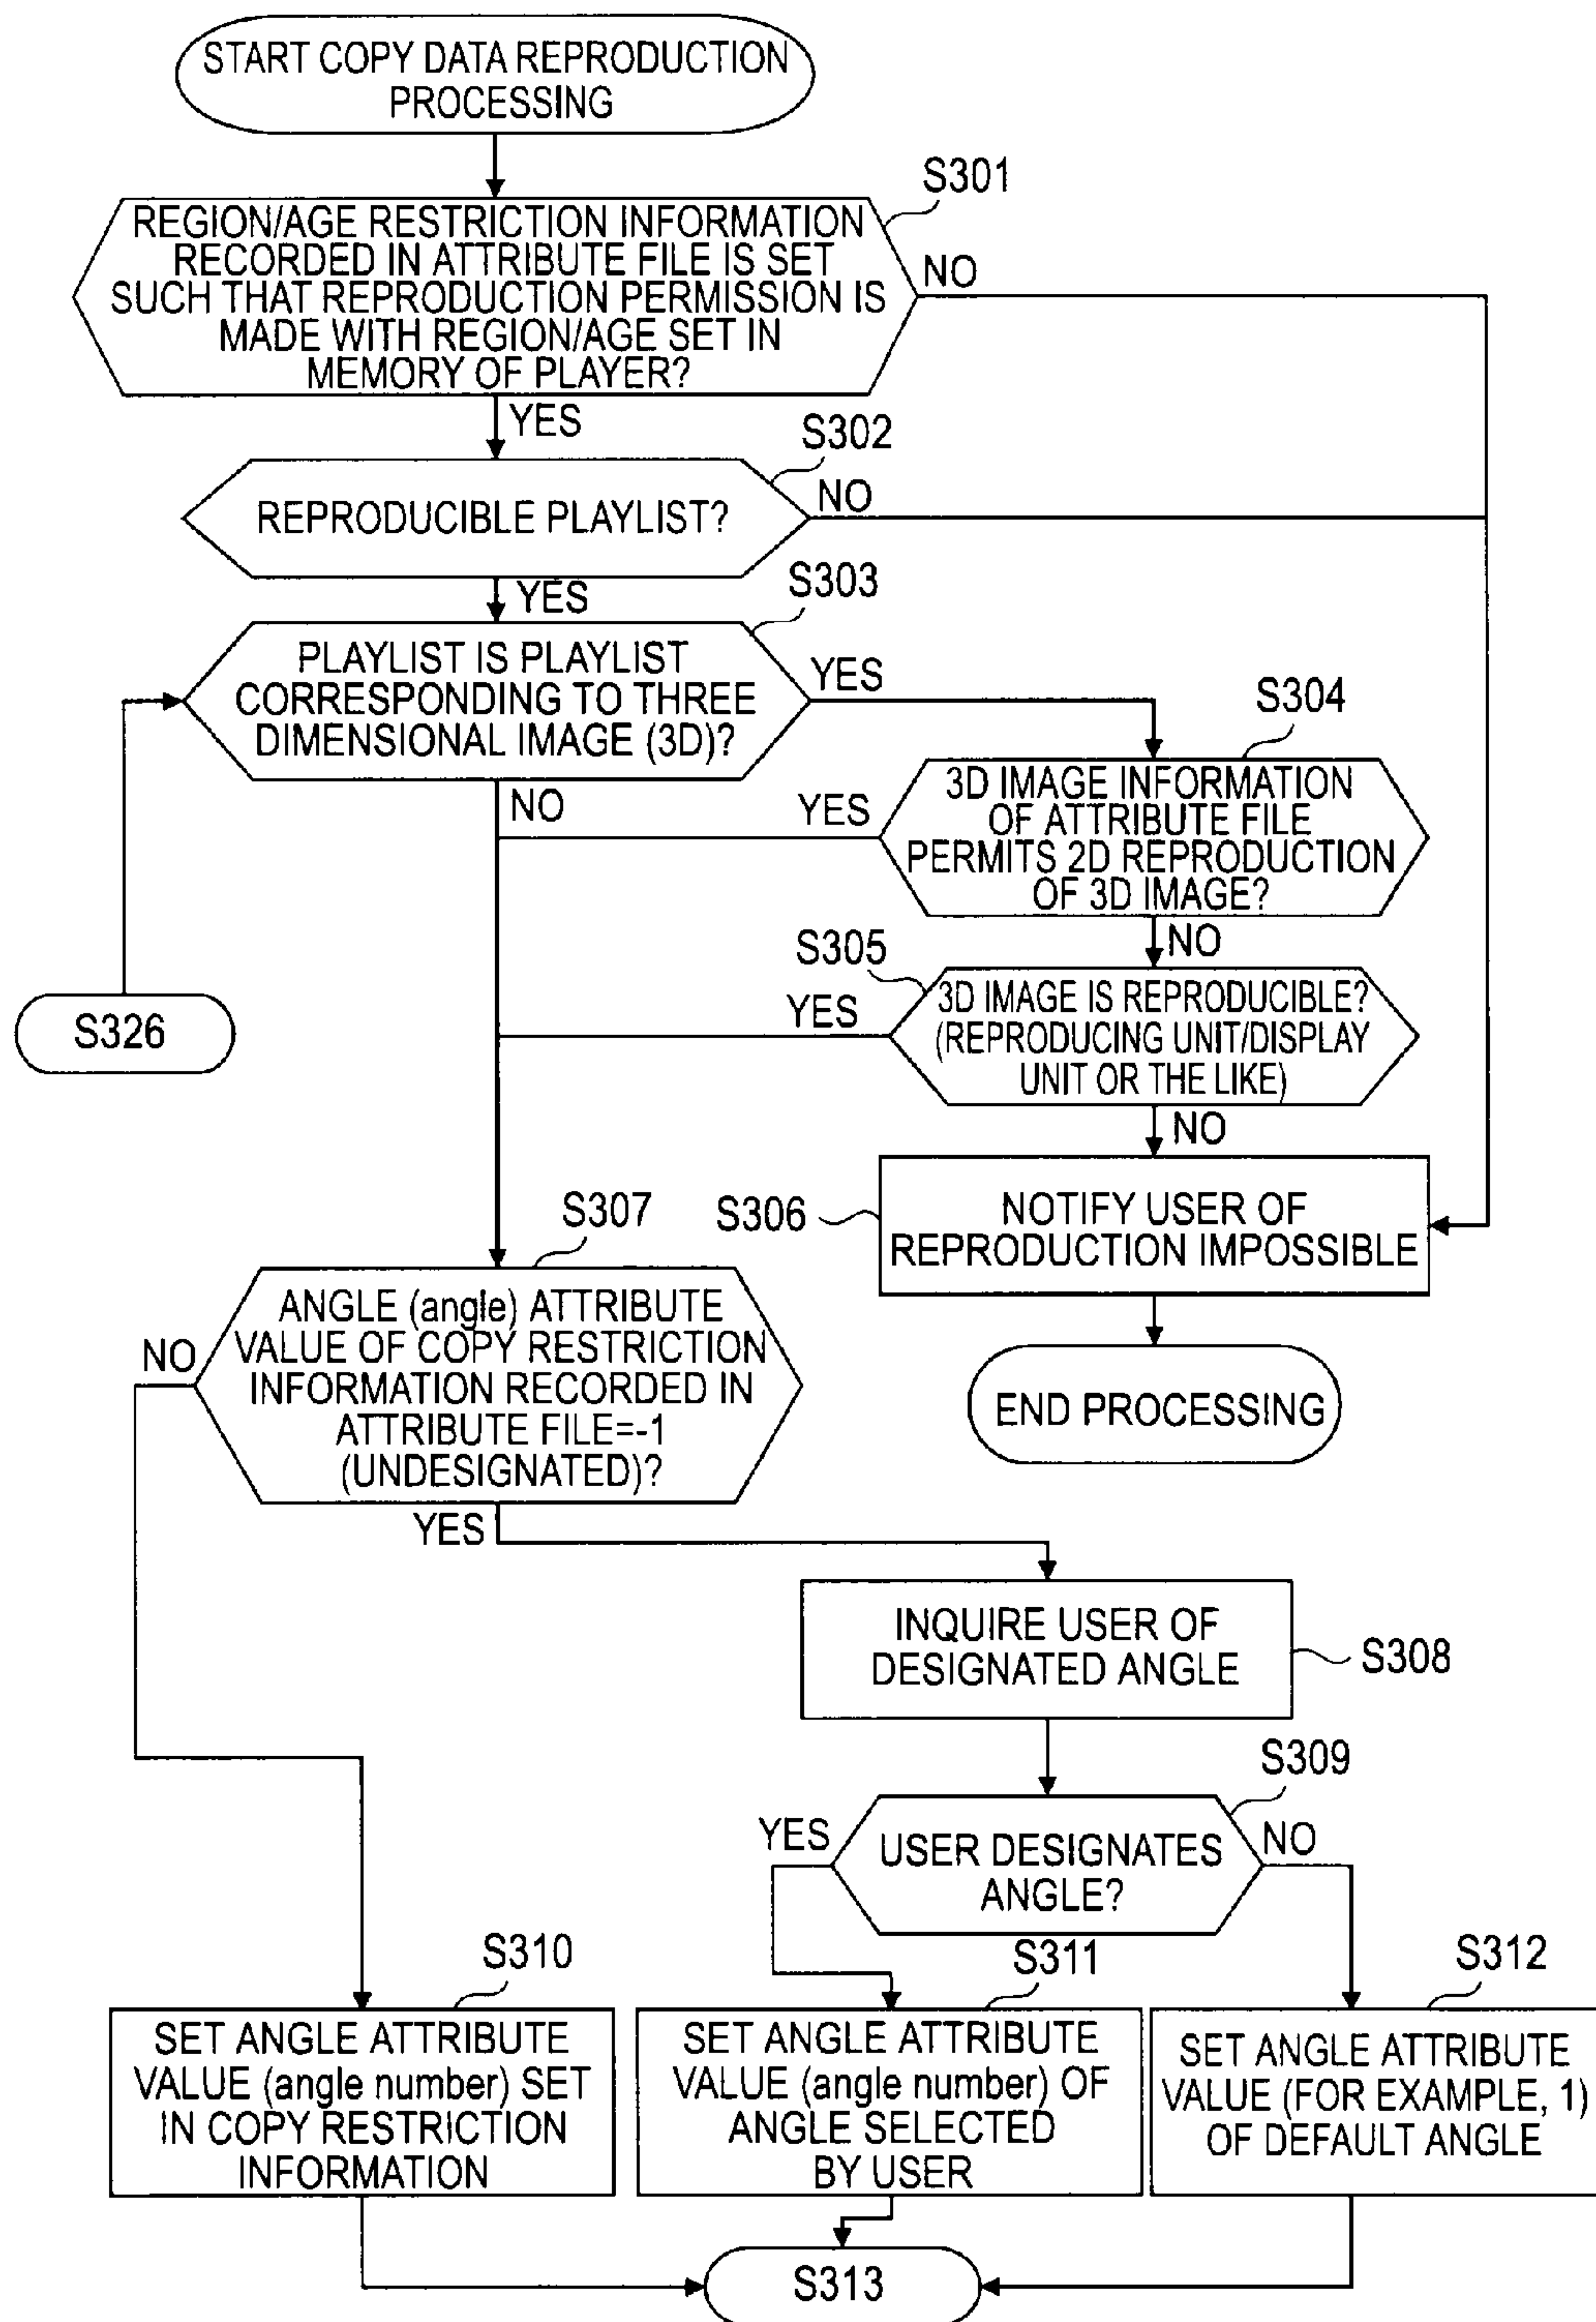 START COPY DATA REPRODUCTION
PROCESSING
S301
REGION/AGE RESTRICTION INFORMATION
RECORDED IN ATTRIBUTE FILE IS SET
SUCH THAT REPRODUCTION PERMISSION IS
MADE WITH REGION/AGE SET IN
MEMORY OF PLAYER?
NO
YES
S302
REPRODUCIBLE PLAYLIST?
NO
YES
S303
PLAYLIST IS PLAYLIST
CORRESPONDING TO THREE
DIMENSIONAL IMAGE (3D)?
YES
NO
S304
3D IMAGE INFORMATION
OF ATTRIBUTE FILE
PERMITS 2D REPRODUCTION
OF 3D IMAGE?
YES
NO
S326
S305
3D IMAGE IS REPRODUCIBLE?
(REPRODUCING UNIT/DISPLAY
UNIT OR THE LIKE)
YES
NO
S306
NOTIFY USER OF
REPRODUCTION IMPOSSIBLE
END PROCESSING
S307
ANGLE (angle) ATTRIBUTE
VALUE OF COPY RESTRICTION
INFORMATION RECORDED IN
ATTRIBUTE FILE=-1
(UNDESIGNATED)?
NO
YES
INQUIRE USER OF
DESIGNATED ANGLE
S308
S309
USER DESIGNATES
ANGLE?
YES
NO
S310
SET ANGLE ATTRIBUTE
VALUE (angle number) SET
IN COPY RESTRICTION
INFORMATION
S311
SET ANGLE ATTRIBUTE
VALUE (angle number) OF
ANGLE SELECTED
BY USER
S312
SET ANGLE ATTRIBUTE
VALUE (FOR EXAMPLE, 1)
OF DEFAULT ANGLE
S313